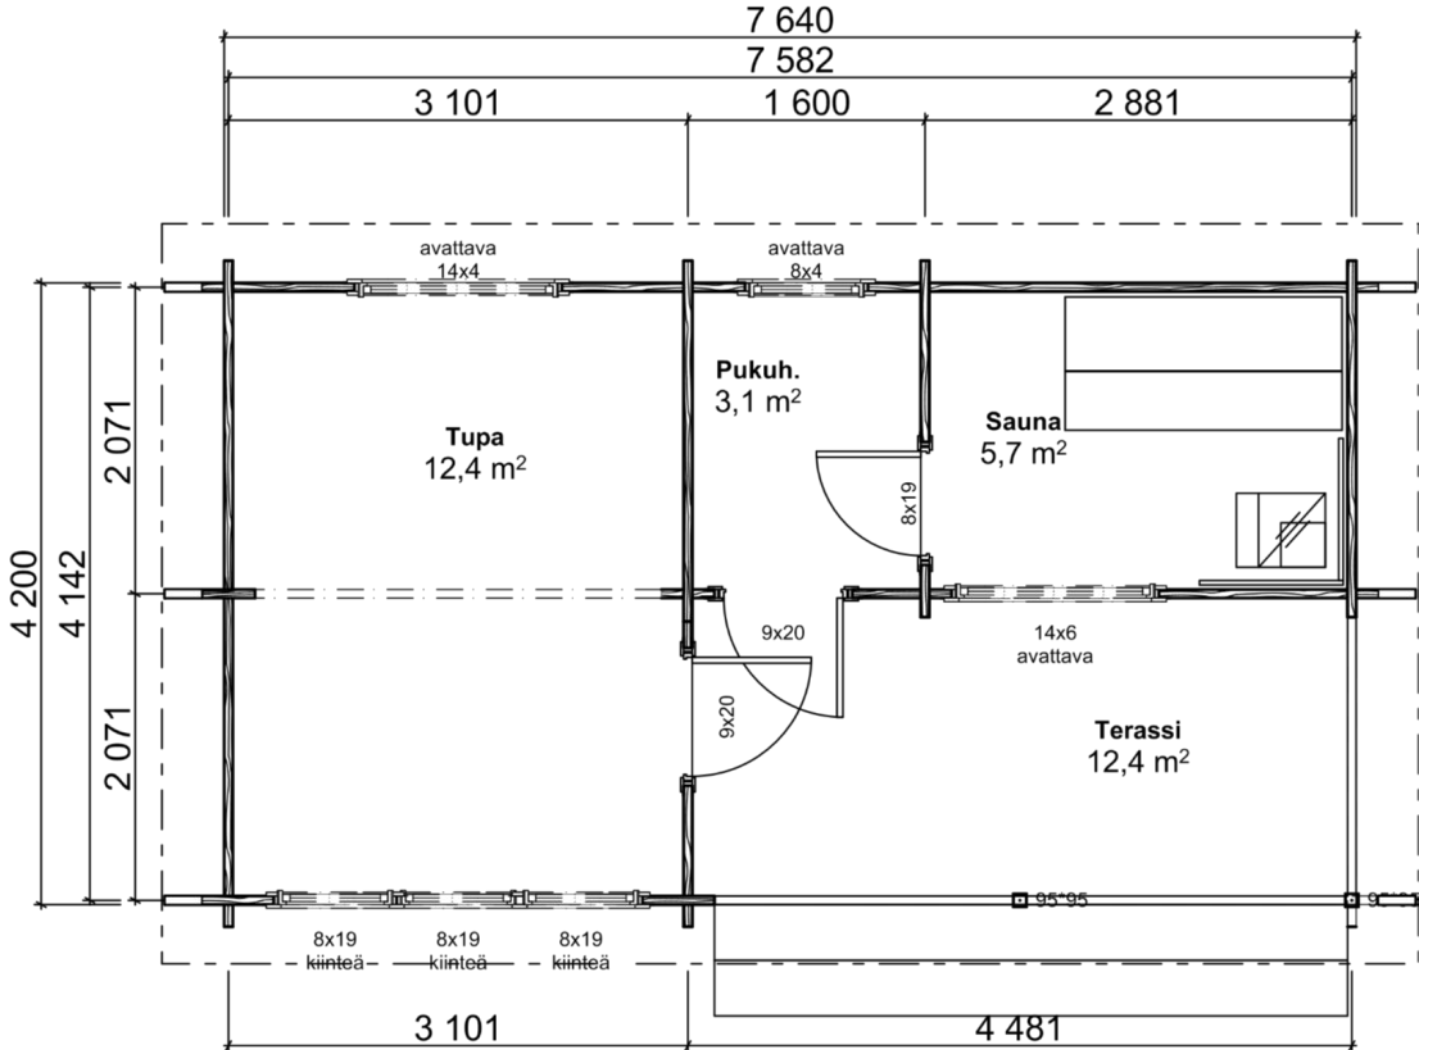 7 640
7 582
3 101
1 600
2 881
avattava
14x4
avattava
8x4
Pukuh.
3,1 m²
Tupa
12,4 m²
Sauna
5,7 m²
8x19
2 071
4 200
4 142
9x20
14x6
avattava
9x20
2 071
Terassi
12,4 m²
95*95
8x19
kiinteä
8x19
kiinteä
8x19
kiinteä
3 101
4 481